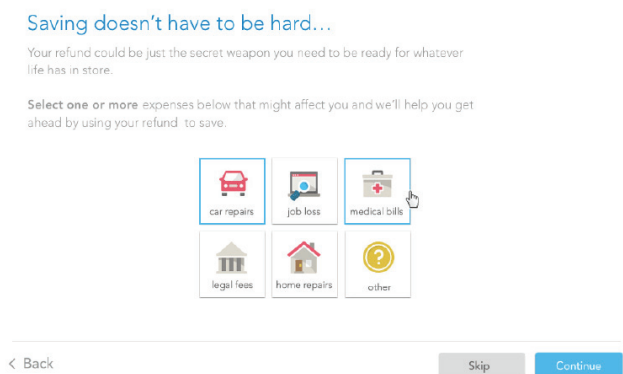 Saving doesn't have to be hard...
Your refund could be just the secret weapon you need to be ready for whatever
life has in store.
Select one or more expenses below that might affect you and we'll help you get
ahead by using your refund to save.
car repairs
job loss
medical bills
legal fees
home repairs
other
< Back
Skip
Continue